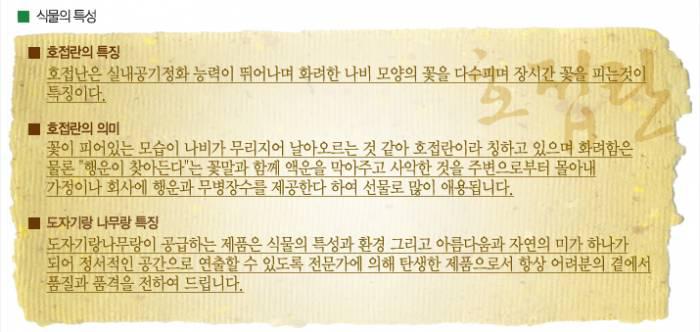 식물의 특성
호접란
호접란의 특징
호접난은 실내공기정화 능력이 뛰어나며 화려한 나비 모양의 꽃을 다수피며 장시간 꽃을 피는것이
특징이다.
호접란의 의미
꽃이 피어있는 모습이 나비가 무리지어 날아오르는 것 같아 호접란이라 칭하고 있으며 화려함은
물론 "행운이 찾아든다"는 꽃말과 함께 액운을 막아주고 사악한 것을 주변으로부터 몰아내
가정이나 회사에 행운과 무병장수를 제공한다 하여 선물로 많이 애용됩니다.
도자기랑 나무랑 특징
도자기랑나무랑이 공급하는 제품은 식물의 특성과 환경 그리고 아름다움과 자연의 미가 하나가
되어 정서적인 공간으로 연출할 수 있도록 전문가에 의해 탄생한 제품으로서 항상 여러분의 곁에서
품질과 품격을 전하여 드립니다.